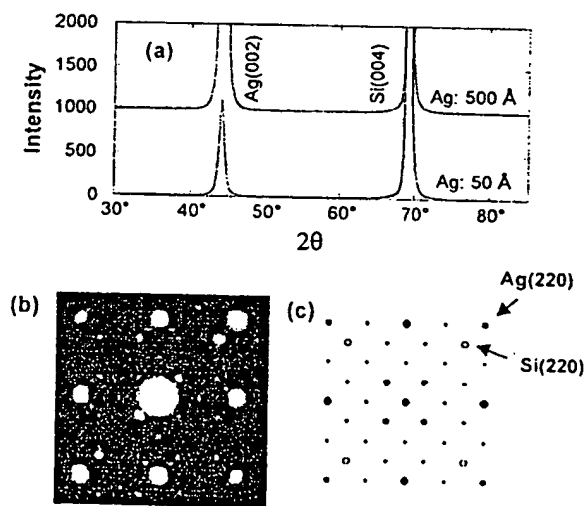 2000
(a)
1500
1000
500
0
Intensity
Ag(002)
Si(004)
Ag: 500 Å
Ag: 50 Å
30° 40° 50° 60° 70° 80°
2θ
(b)
(c)
Ag(220)
Si(220)